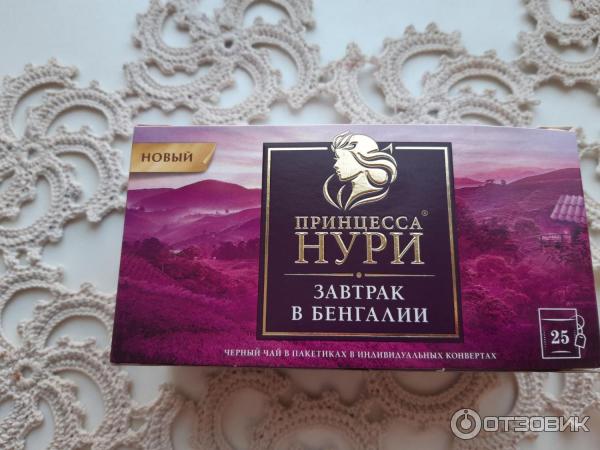 НОВЫЙ
ПРИНЦЕССА®
НУРИ
ЗАВТРАК
В БЕНГАЛИИ
25
ЧЕРНЫЙ ЧАЙ В ПАКЕТИКАХ В ИНДИВИДУАЛЬНЫХ КОНВЕРТАХ
ОТЗОВИК